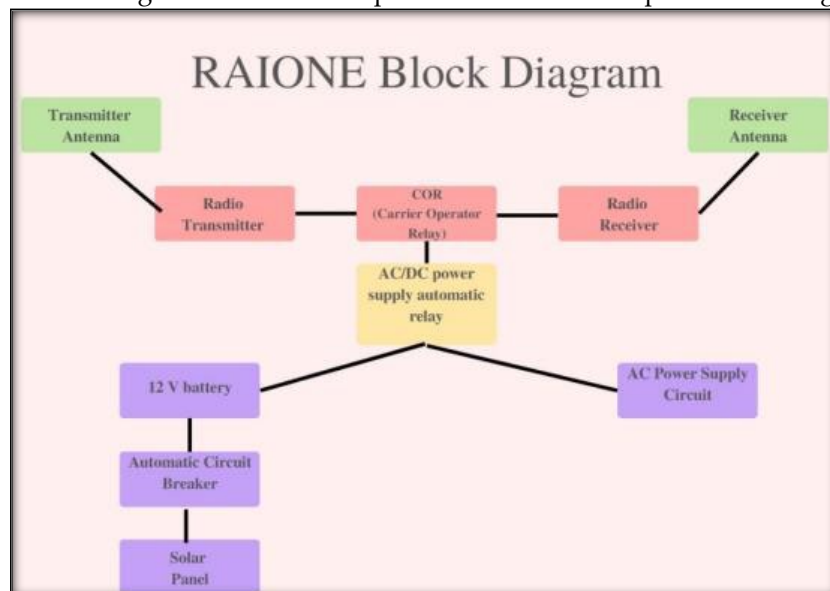 RAIONE Block Diagram
Transmitter
Antenna
Receiver
Antenna
Radio
Transmitter
COR
(Carrier Operator
Relay)
Radio
Receiver
AC/DC power
supply automatic
relay
12 V battery
AC Power Supply
Circuit
Automatic Circuit
Breaker
Solar
Panel